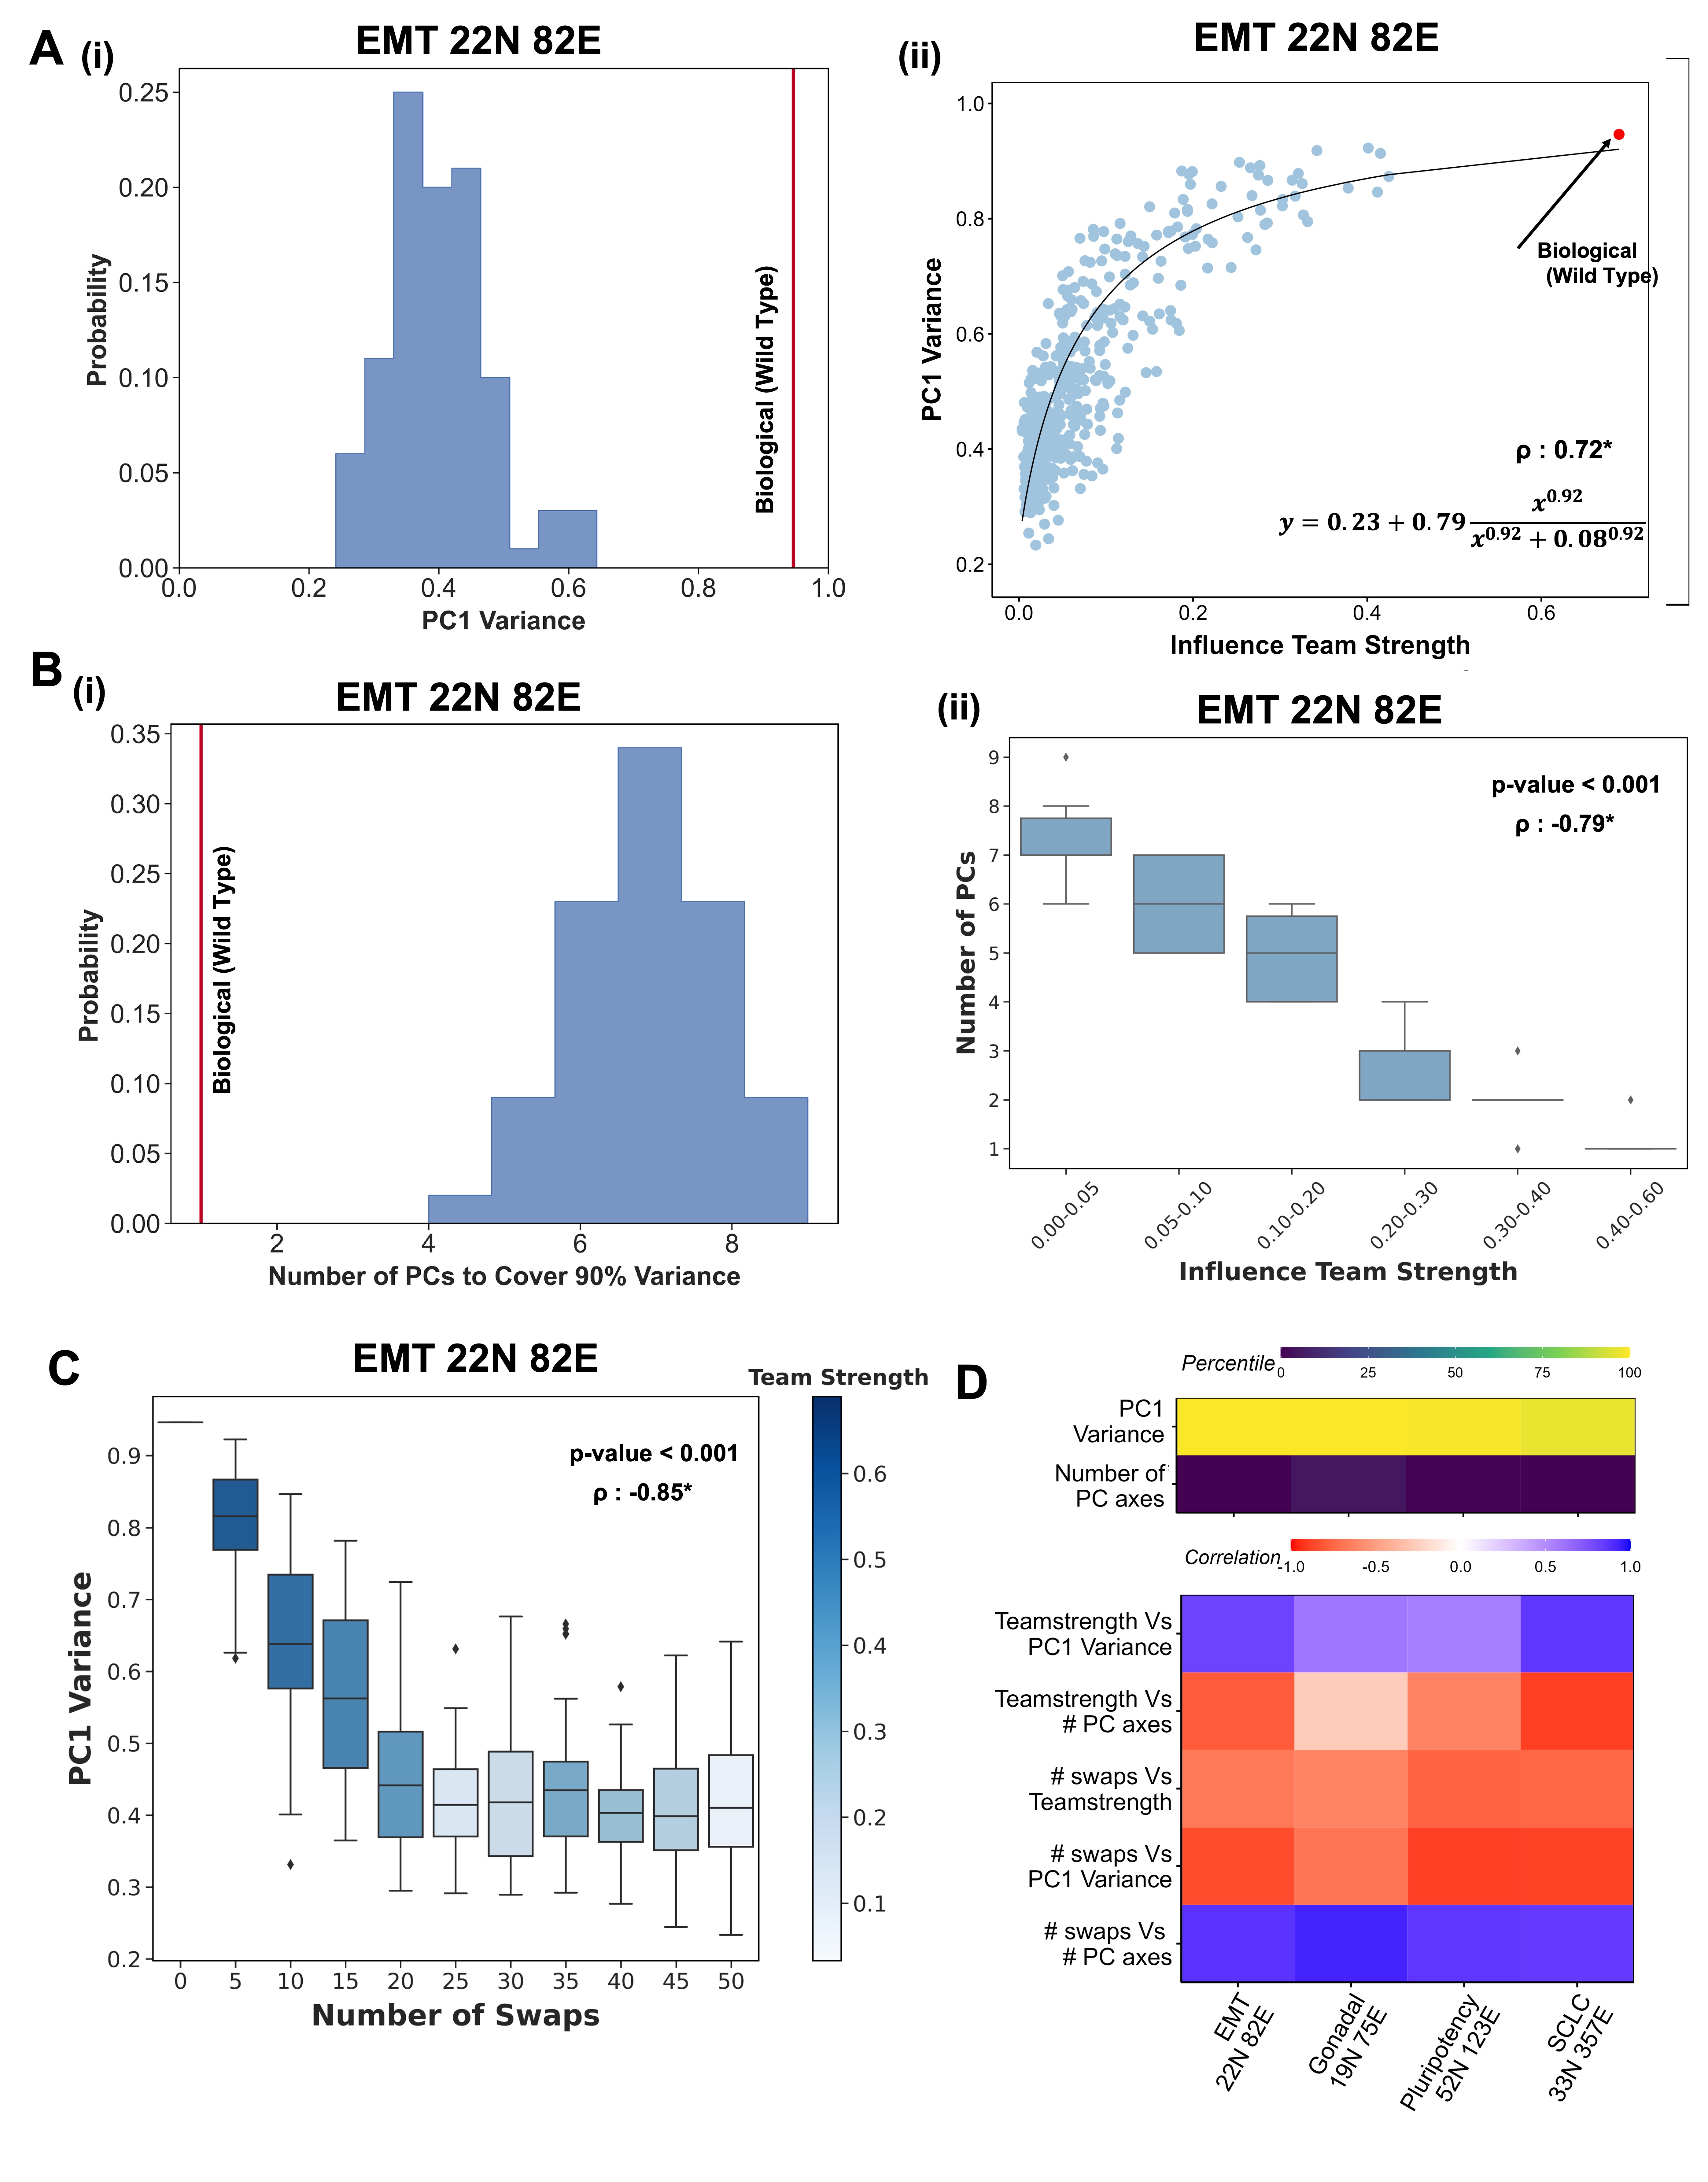 A (i)
EMT 22N 82E
0.25
0.20
0.15
0.10
0.05
0.00
Probability
0.0 0.2 0.4 0.6 0.8 1.0
PC1 Variance
Biological (Wild Type)
(ii)
EMT 22N 82E
1.0
0.8
0.6
0.4
0.2
PC1 Variance
0.0 0.2 0.4 0.6
Influence Team Strength
Biological
(Wild Type)
ρ : 0.72*
y = 0.23 + 0.79 x^0.92 / (x^0.92 + 0.08^0.92)
B (i)
EMT 22N 82E
0.35
0.30
0.25
0.20
0.15
0.10
0.05
0.00
Probability
2 4 6 8
Number of PCs to Cover 90% Variance
Biological (Wild Type)
(ii)
EMT 22N 82E
9
8
7
6
5
4
3
2
1
Number of PCs
p-value < 0.001
ρ : -0.79*
0.00-0.05 0.05-0.10 0.10-0.20 0.20-0.30 0.30-0.40 0.40-0.60
Influence Team Strength
C
EMT 22N 82E
0.9
0.8
0.7
0.6
0.5
0.4
0.3
0.2
PC1 Variance
p-value < 0.001
ρ : -0.85*
0 5 10 15 20 25 30 35 40 45 50
Number of Swaps
Team Strength
0.6
0.5
0.4
0.3
0.2
0.1
D
Percentile 0 25 50 75 100
PC1
Variance
Number of
PC axes
Correlation -1.0 -0.5 0.0 0.5 1.0
Teamstrength Vs
PC1 Variance
Teamstrength Vs
# PC axes
# swaps Vs
Teamstrength
# swaps Vs
PC1 Variance
# swaps Vs
# PC axes
EMT
22N 82E
Gonadal
19N 75E
Pluripotency
52N 123E
SCLC
33N 357E